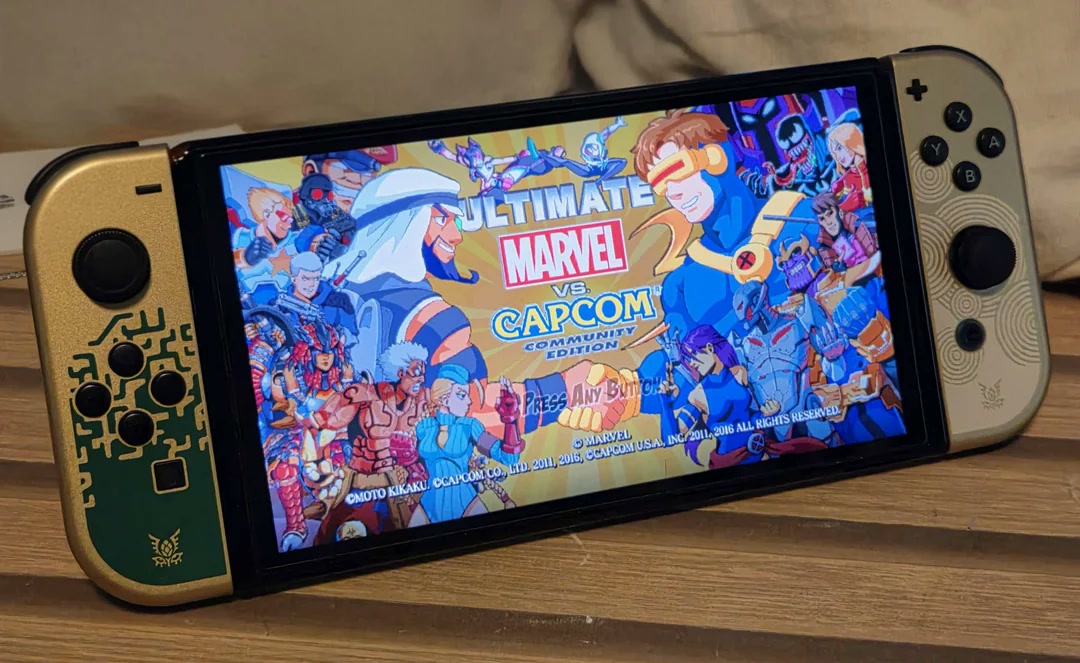 ULTIMATE
MARVEL
VS.
CAPCOM
COMMUNITY
EDITION
PRESS ANY BUTTON
© MARVEL
©MOTO KIKAKU. ©CAPCOM CO., LTD. 2011, 2016, ©CAPCOM U.S.A., INC. 2011, 2016 ALL RIGHTS RESERVED.
X
Y
A
B